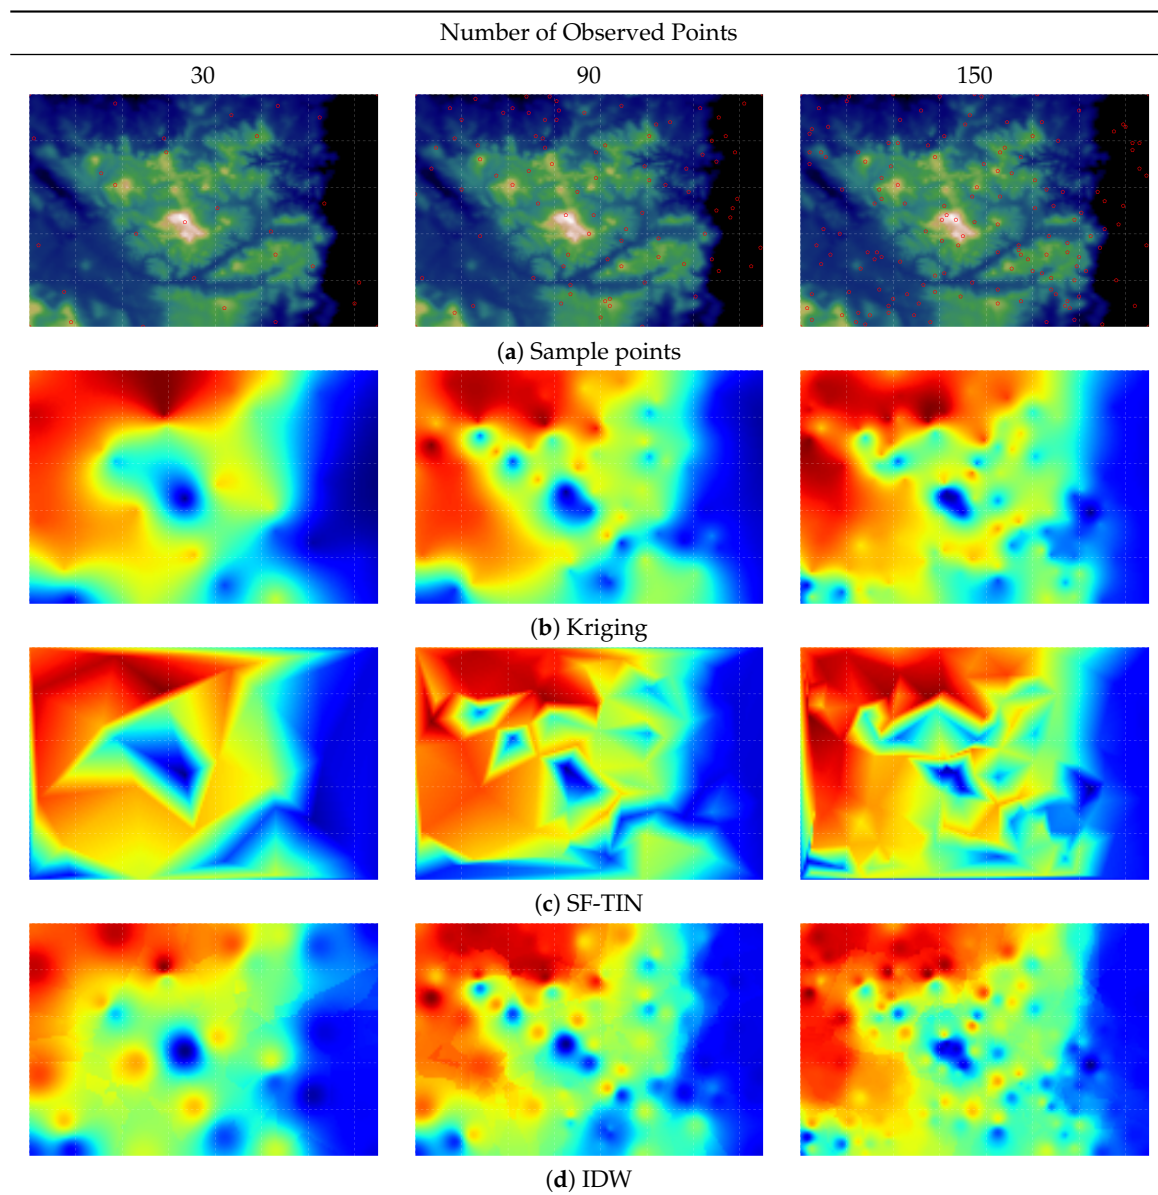 Number of Observed Points
30 90 150
(a) Sample points
(b) Kriging
(c) SF-TIN
(d) IDW